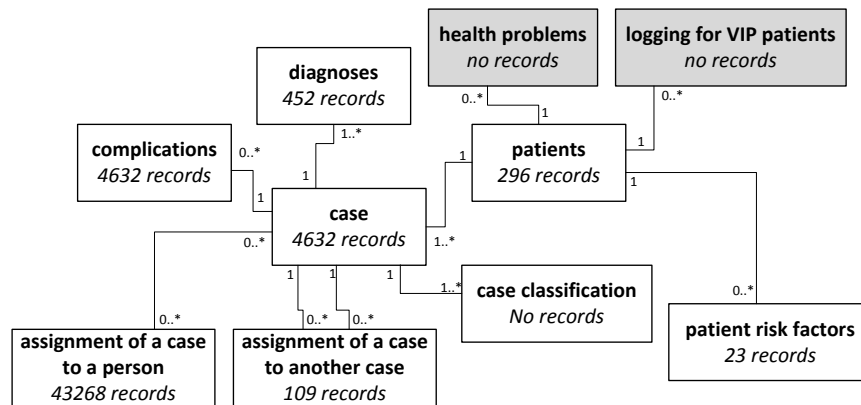 health problems
no records
logging for VIP patients
no records
diagnoses
452 records
0..*
0..*
1
1..*
complications
4632 records
0..*
1
patients
296 records
1
1
1
1
case
4632 records
0..*
1..*
1
1
1
1..*
case classification
No records
0..*
0..*
0..*
0..*
assignment of a case
to a person
43268 records
assignment of a case
to another case
109 records
patient risk factors
23 records